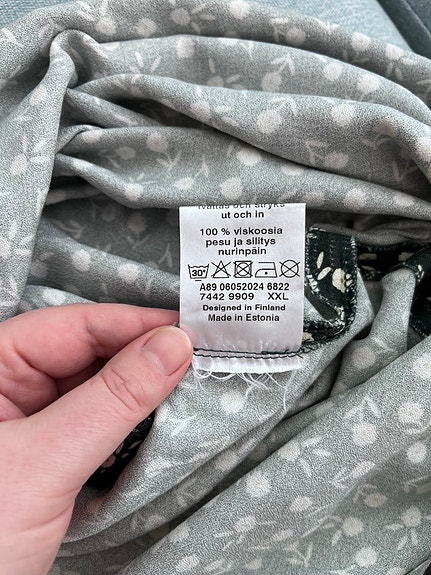 tvättas och stryks
ut och in
100 % viskoosia
pesu ja silitys
nurinpäin
30°
A89 06052024 6822
7442 9909 XXL
Designed in Finland
Made in Estonia